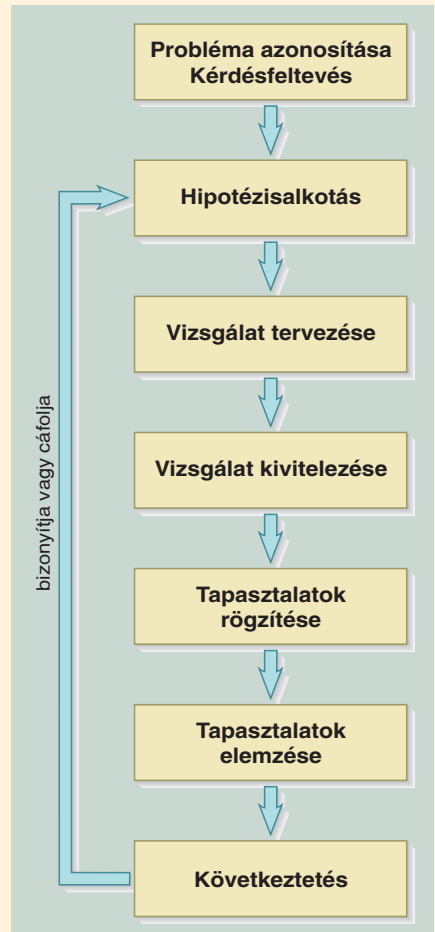 Probléma azonosítása
Kérdésfeltevés
Hipotézisalkotás
Vizsgálat tervezése
Vizsgálat kivitelezése
Tapasztalatok
rögzítése
Tapasztalatok
elemzése
Következtetés
bizonyítja vagy cáfolja